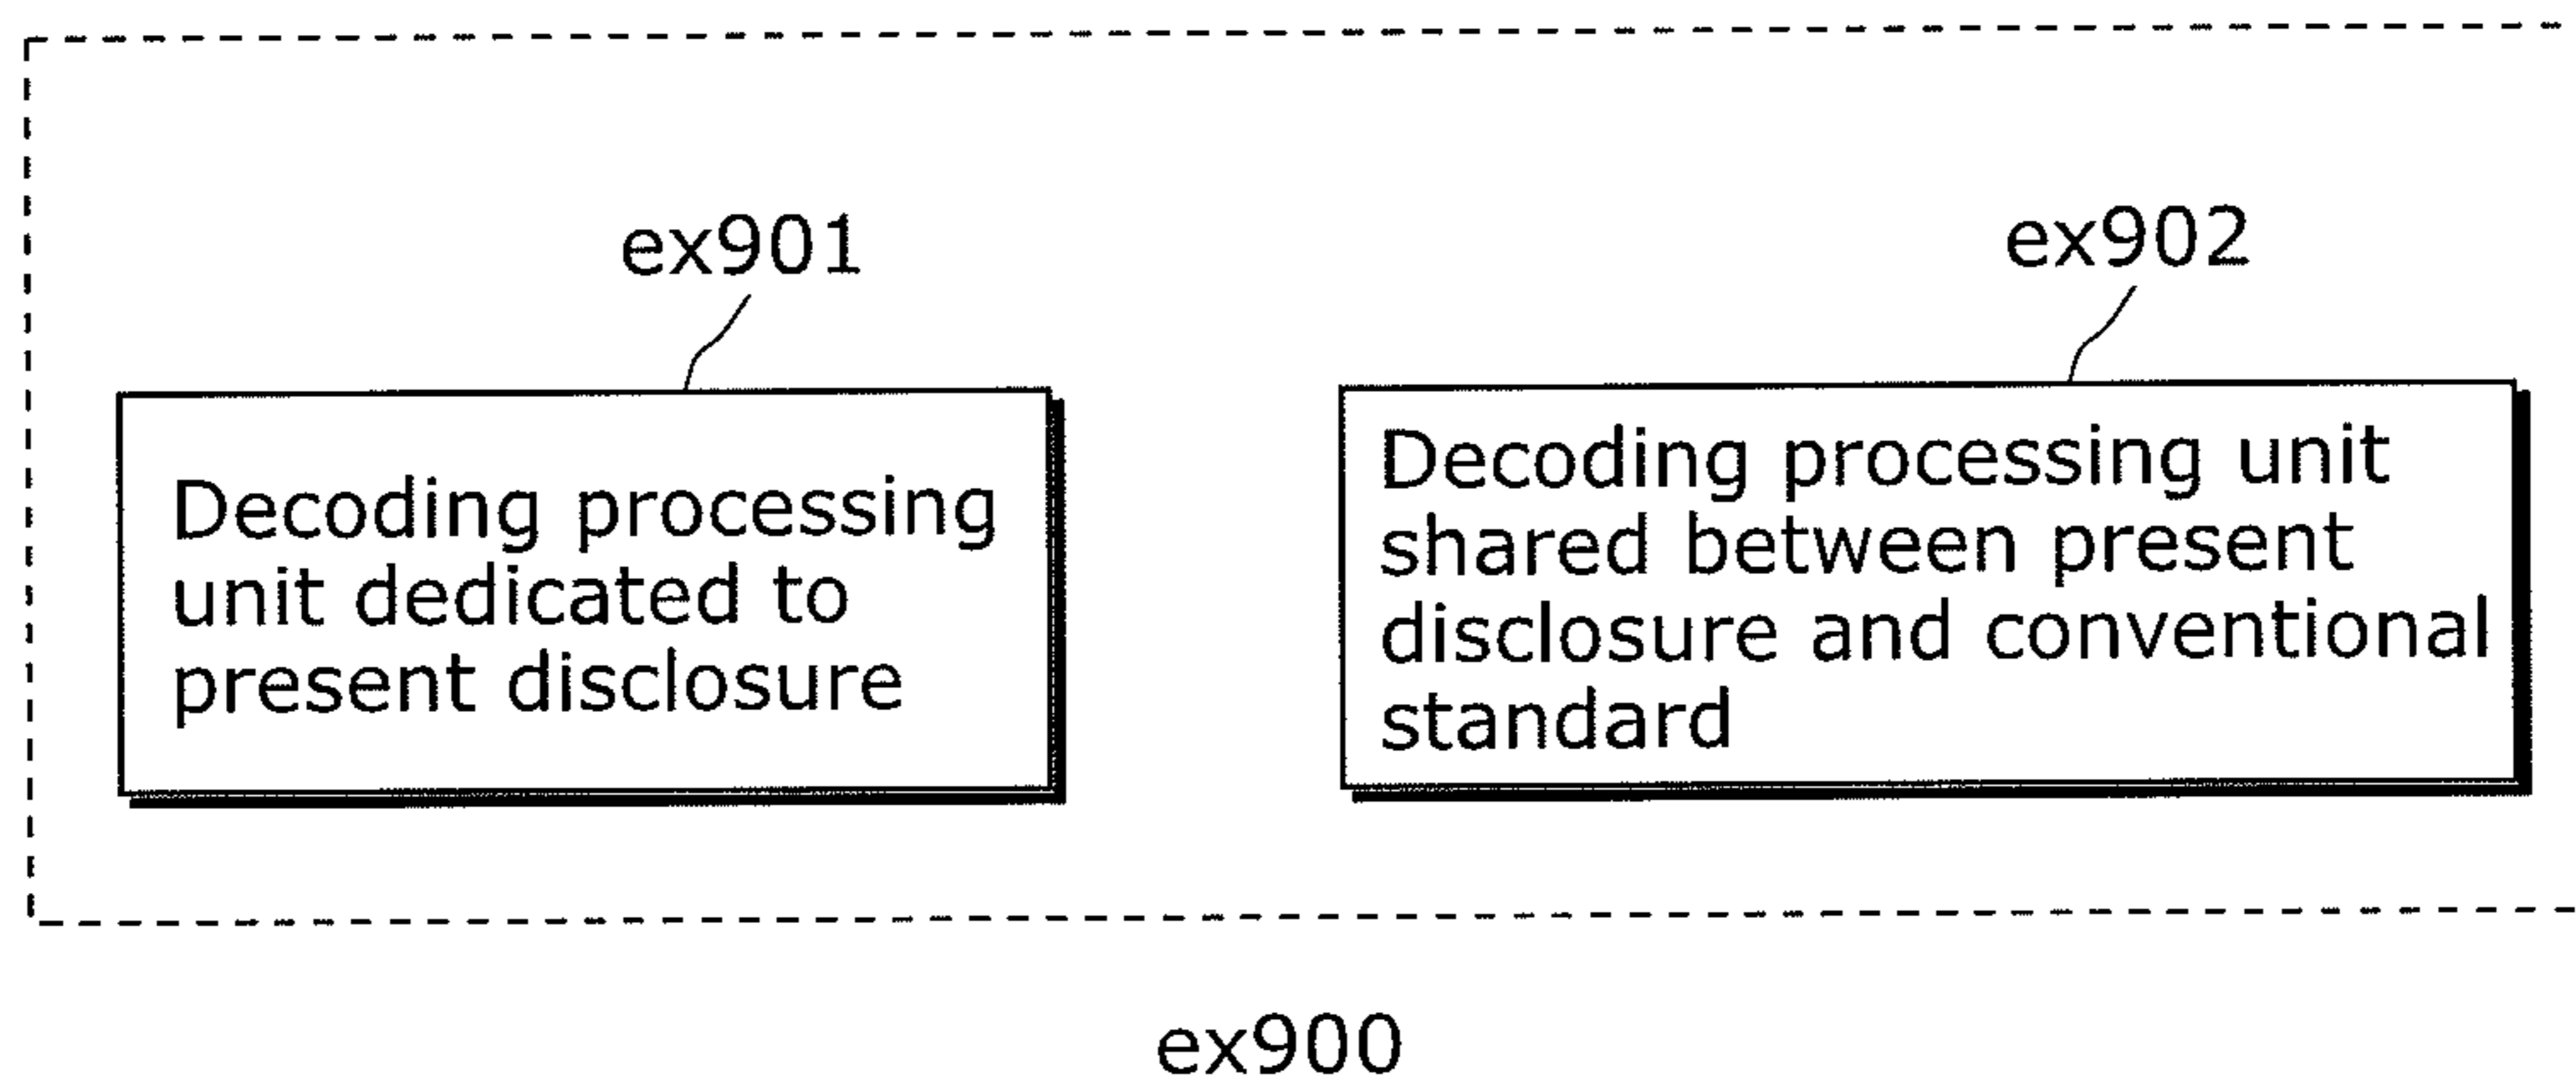 ex901
Decoding processing
unit dedicated to
present disclosure
ex902
Decoding processing unit
shared between present
disclosure and conventional
standard
ex900